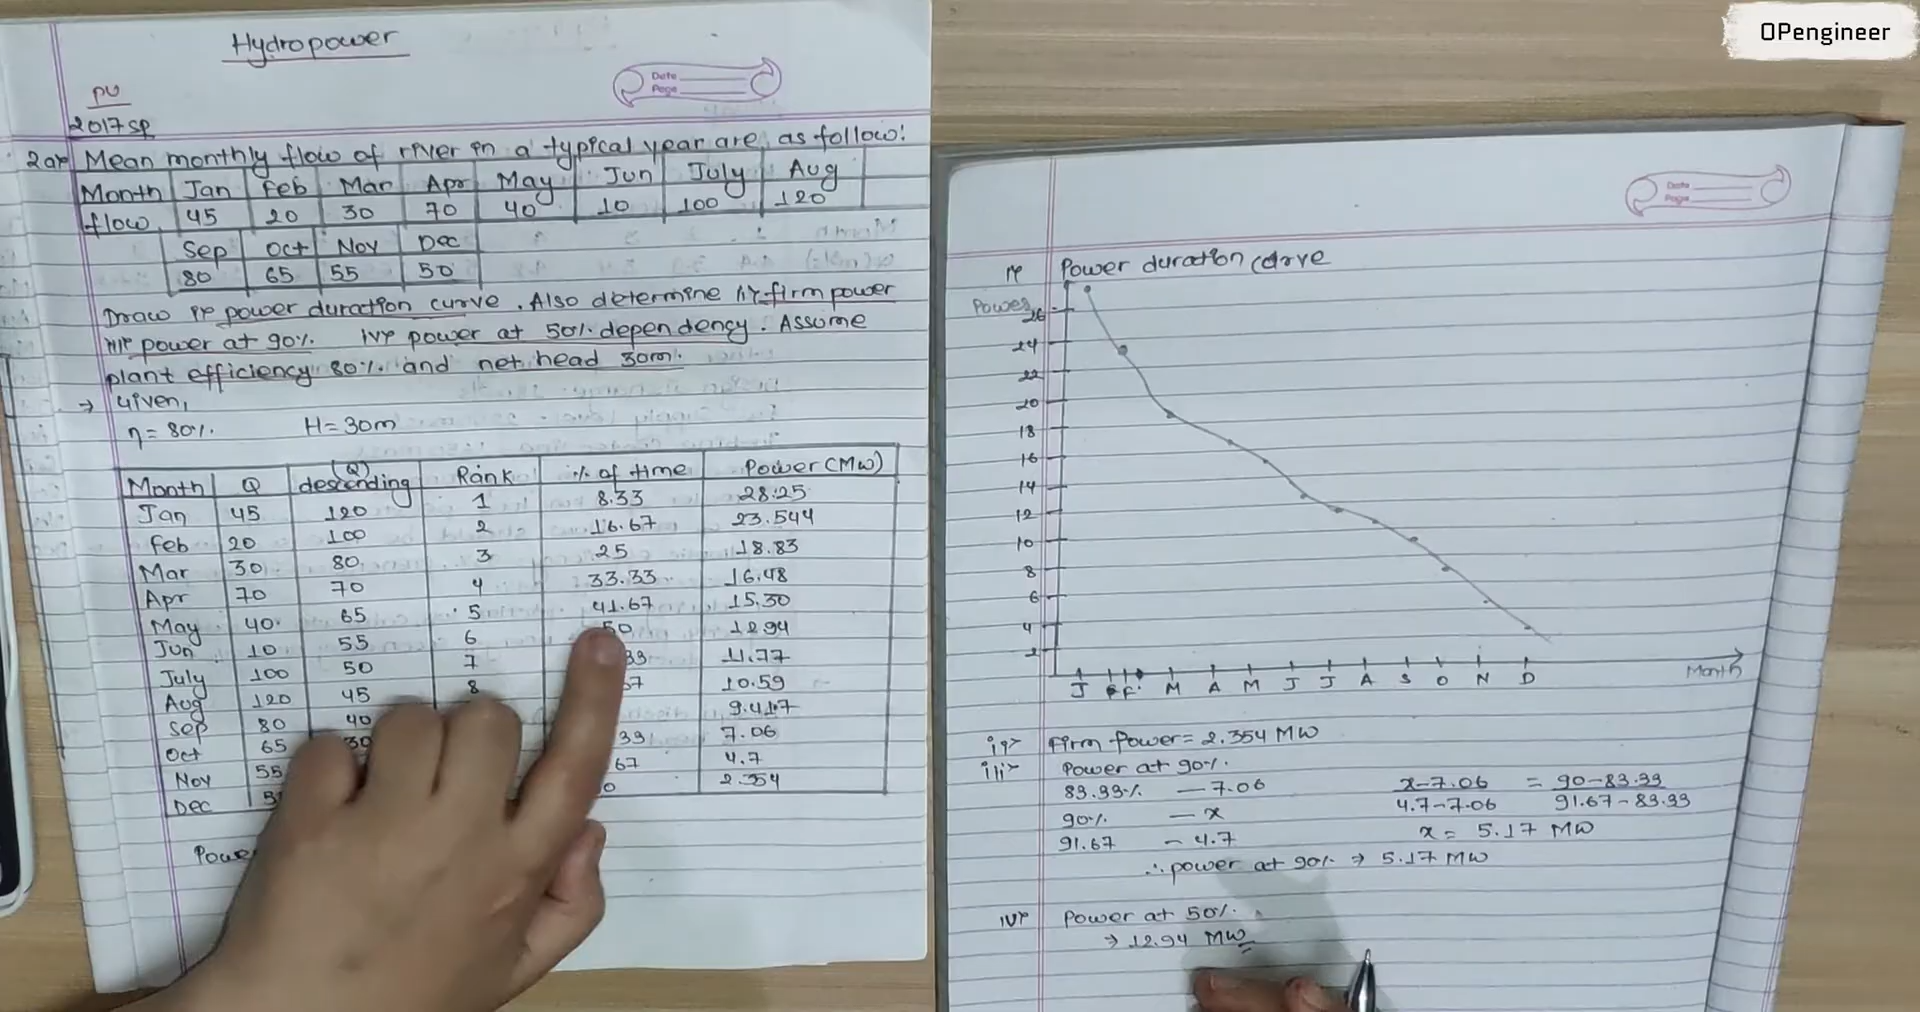 OPengineer
Hydropower
Date
Page
PU
2017 sp
2a> Mean monthly flow of river in a typical year are as follow:
Month Jan Feb Mar Apr May Jun July Aug
flow 45 20 30 70 40 10 100 120
Sep Oct Nov Dec
80 65 55 50
Draw i> power duration curve. Also determine ii> firm power
iii> power at 90% iv> power at 50% dependency. Assume
plant efficiency 80% and net head 30m.
→ Given,
η = 80% H = 30m
Month Q (Q) descending Rank % of time Power (MW)
Jan 45 120 1 8.33 28.25
Feb 20 100 2 16.67 23.544
Mar 30 80 3 25 18.83
Apr 70 70 4 33.33 16.48
May 40 65 5 41.67 15.30
Jun 10 55 6 50 12.94
July 100 50 7 33 11.77
Aug 120 45 8 67 10.59
Sep 80 40 9.417
Oct 65 30 33 7.06
Nov 55 67 4.7
Dec 0 2.354
Power
Date
Page
i> Power duration curve
Power
26
24
22
20
18
16
14
12
10
8
6
4
2
J F M A M J J A S O N D
Month
ii> Firm power = 2.354 MW
iii> Power at 90%.
83.33% — 7.06 x-7.06 = 90-83.33
90% — x 4.7-7.06 91.67-83.33
91.67 — 4.7 x = 5.17 MW
∴ power at 90% → 5.17 MW
iv> Power at 50%.
→ 12.94 MW